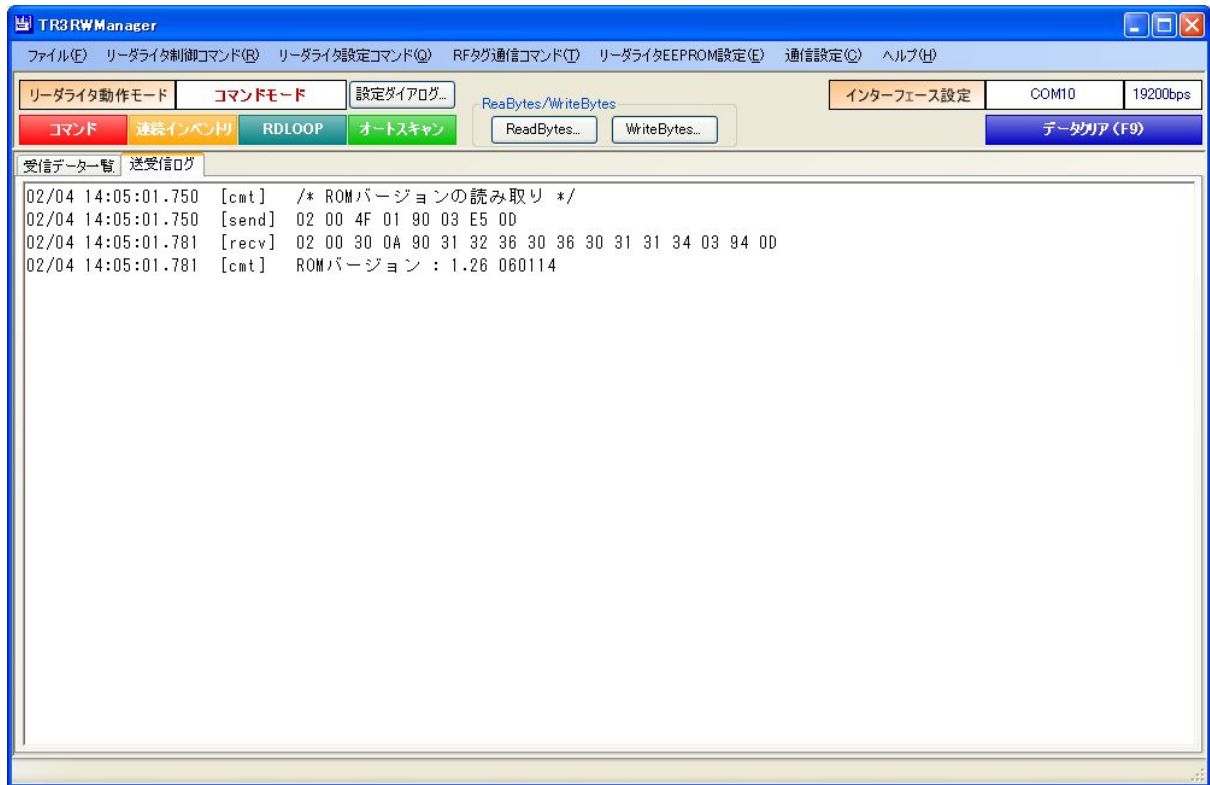 TR3RWManager
ファイル(F) リーダライタ制御コマンド(R) リーダライタ設定コマンド(Q) RFタグ通信コマンド(T) リーダライタEEPROM設定(E) 通信設定(C) ヘルプ(H)
リーダライタ動作モード コマンドモード 設定ダイアログ... ReaBytes/WriteBytes インターフェース設定 COM10 19200bps
コマンド 連続インベントリ RDLOOP オートスキャン ReadBytes... WriteBytes... データクリア(F9)
受信データ一覧 送受信ログ
02/04 14:05:01.750 [cmt] /* ROMバージョンの読み取り */
02/04 14:05:01.750 [send] 02 00 4F 01 90 03 E5 0D
02/04 14:05:01.781 [recv] 02 00 30 0A 90 31 32 36 30 36 30 31 31 34 03 94 0D
02/04 14:05:01.781 [cmt] ROMバージョン : 1.26 060114